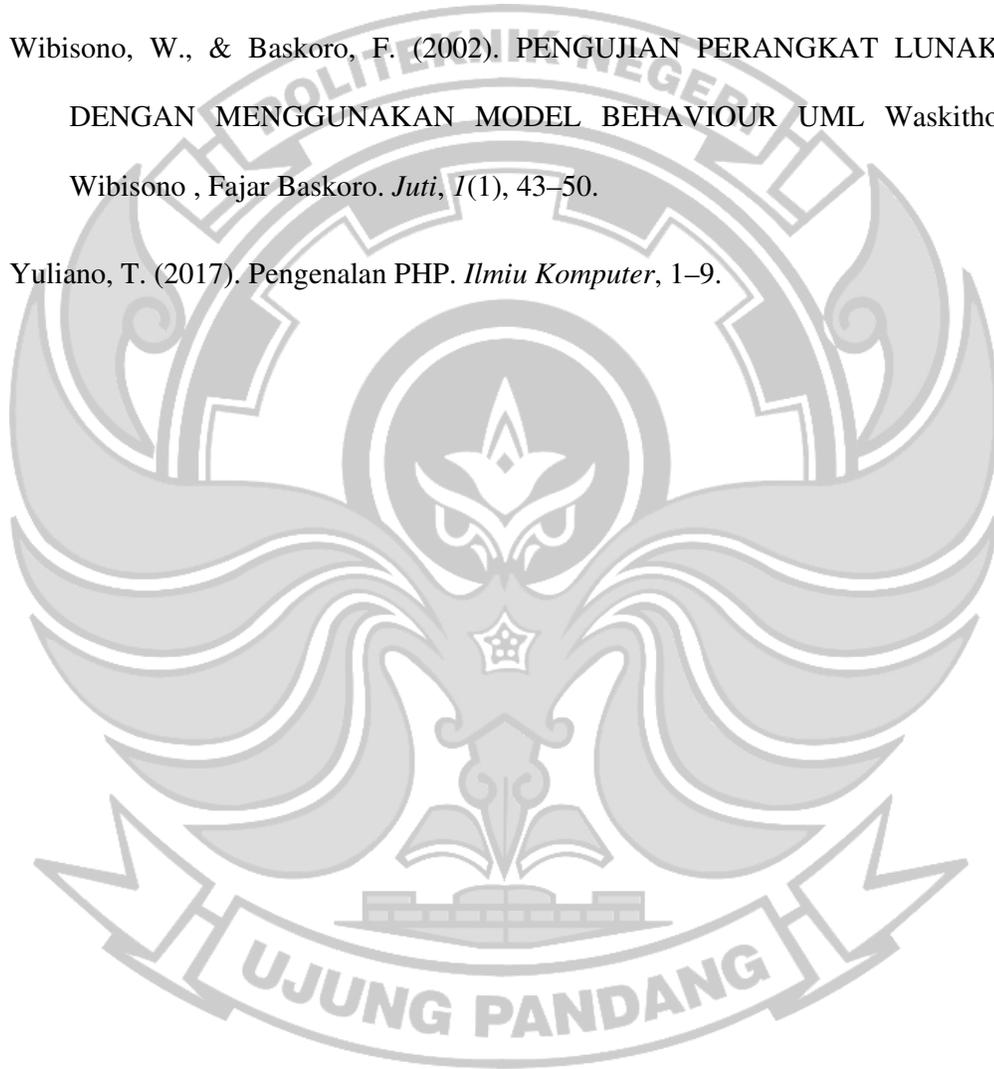 Wibisono, W., & Baskoro, F. (2002). PENGUJIAN PERANGKAT LUNAK
DENGAN MENGGUNAKAN MODEL BEHAVIOUR UML Waskitho
Wibisono , Fajar Baskoro. Juti, 1(1), 43–50.
Yuliano, T. (2017). Pengenalan PHP. Ilmiu Komputer, 1–9.
POLITEKNIK NEGERI
UJUNG PANDANG